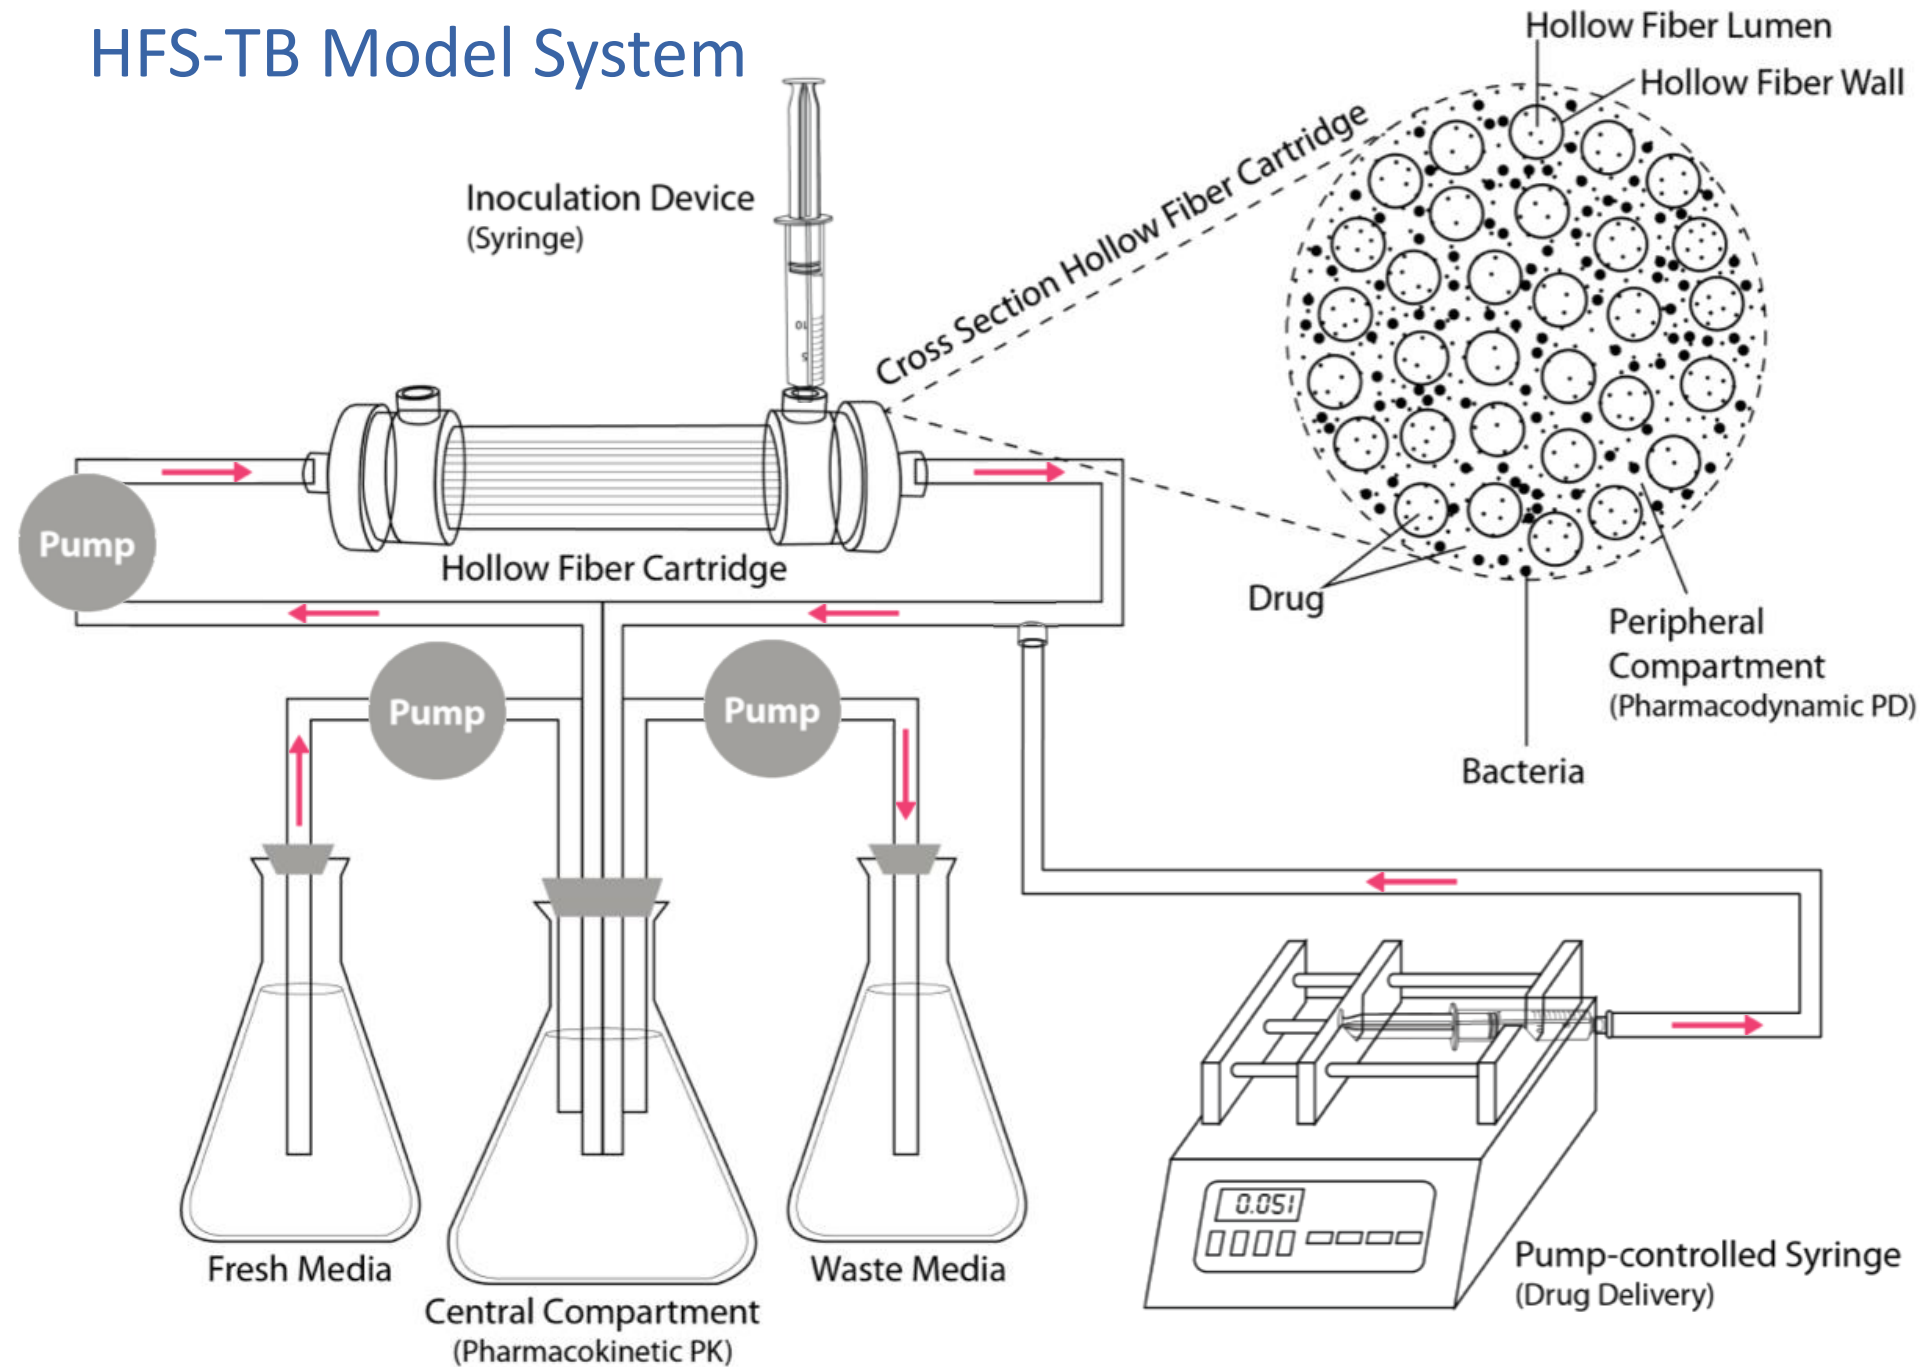 HFS-TB Model System
Hollow Fiber Lumen
Hollow Fiber Wall
Cross Section Hollow Fiber Cartridge
Inoculation Device
(Syringe)
10
5
Pump
Hollow Fiber Cartridge
Drug
Peripheral
Compartment
(Pharmacodynamic PD)
Bacteria
Pump
Pump
Fresh Media
Central Compartment
(Pharmacokinetic PK)
Waste Media
0.051
Pump-controlled Syringe
(Drug Delivery)